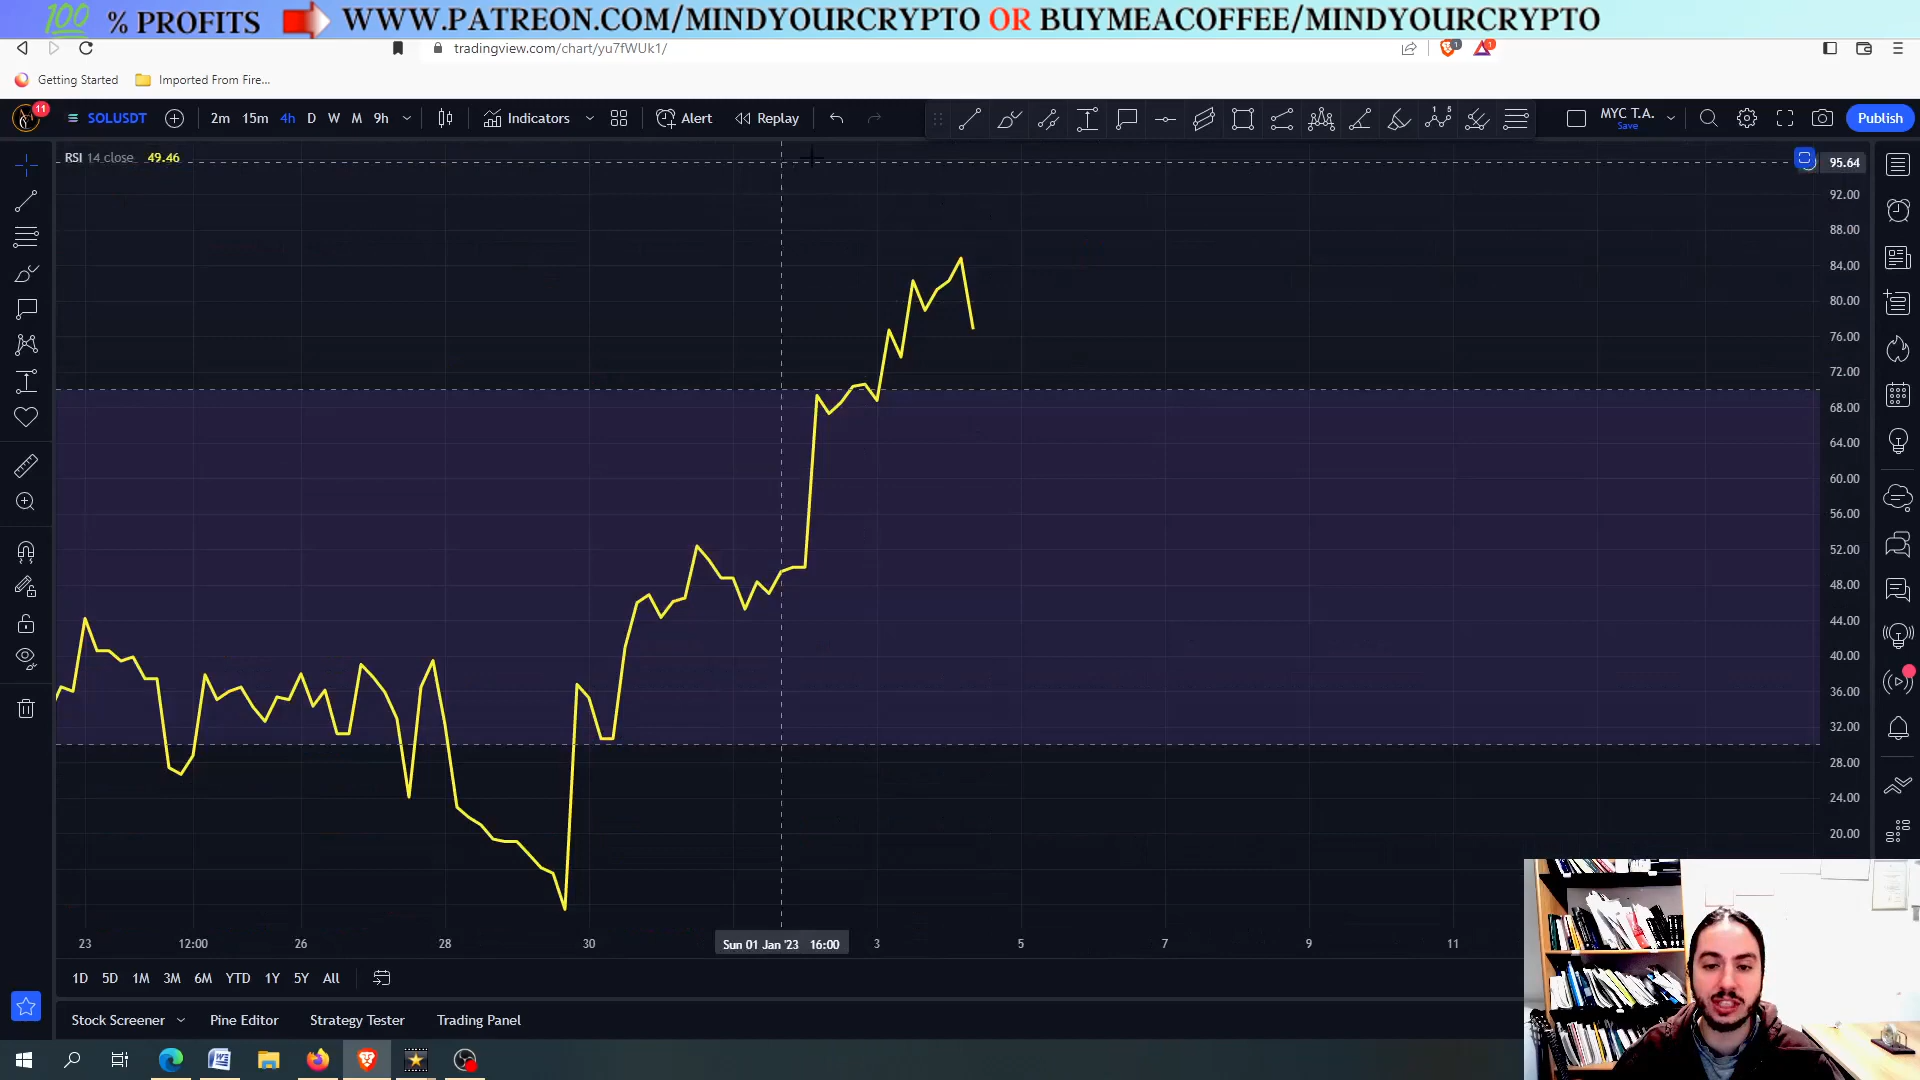 💯 % PROFITS WWW.PATREON.COM/MINDYOURCRYPTO OR BUYMEACOFFEE/MINDYOURCRYPTO
tradingview.com/chart/yu7fWUk1/
1
1
Getting Started Imported From Fire...
11
SOLUSDT 2m 15m 4h D W M 9h Indicators Alert Replay MYC T.A. Save Publish
RSI 14 close 49.46
95.64
92.00
88.00
84.00
80.00
76.00
72.00
68.00
64.00
60.00
56.00
52.00
48.00
44.00
40.00
36.00
32.00
28.00
24.00
20.00
23 12:00 26 28 30 Sun 01 Jan '23 16:00 3 5 7 9 11
1D 5D 1M 3M 6M YTD 1Y 5Y All
Stock Screener Pine Editor Strategy Tester Trading Panel